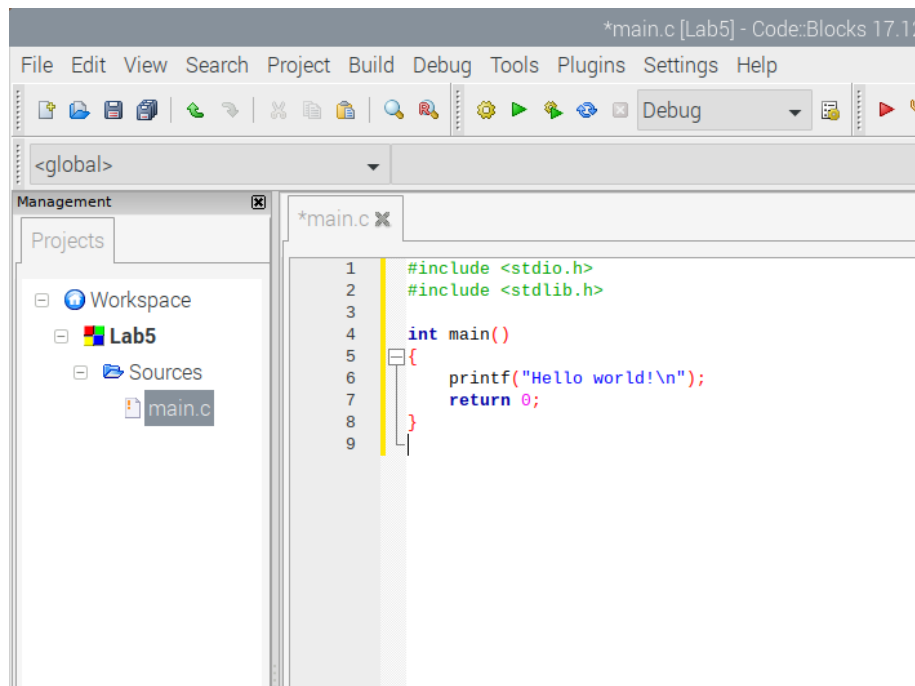 *main.c [Lab5] - Code::Blocks 17.12
File Edit View Search Project Build Debug Tools Plugins Settings Help
Debug
<global>
Management
Projects
Workspace
Lab5
Sources
main.c
*main.c
1 #include <stdio.h>
2 #include <stdlib.h>
3
4 int main()
5 {
6 printf("Hello world!\n");
7 return 0;
8 }
9